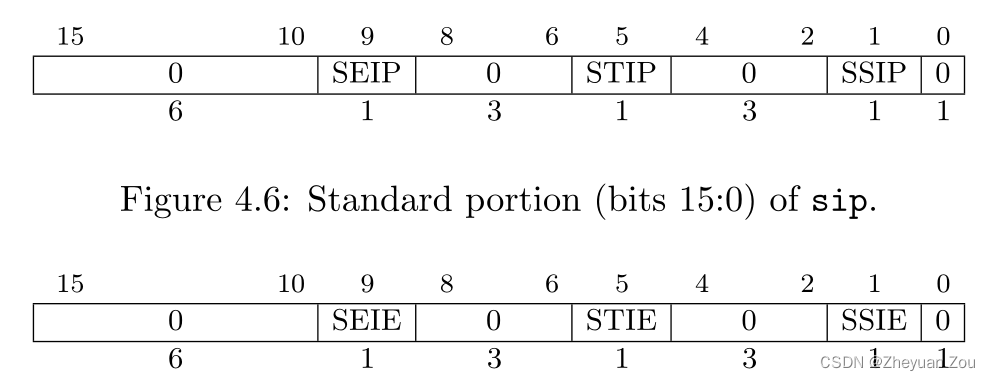 15 10 9 8 6 5 4 2 1 0
0 SEIP 0 STIP 0 SSIP 0
6 1 3 1 3 1 1
Figure 4.6: Standard portion (bits 15:0) of sip.
15 10 9 8 6 5 4 2 1 0
0 SEIE 0 STIE 0 SSIE 0
6 1 3 1 3 1 1
CSDN @Zheyuan Zou